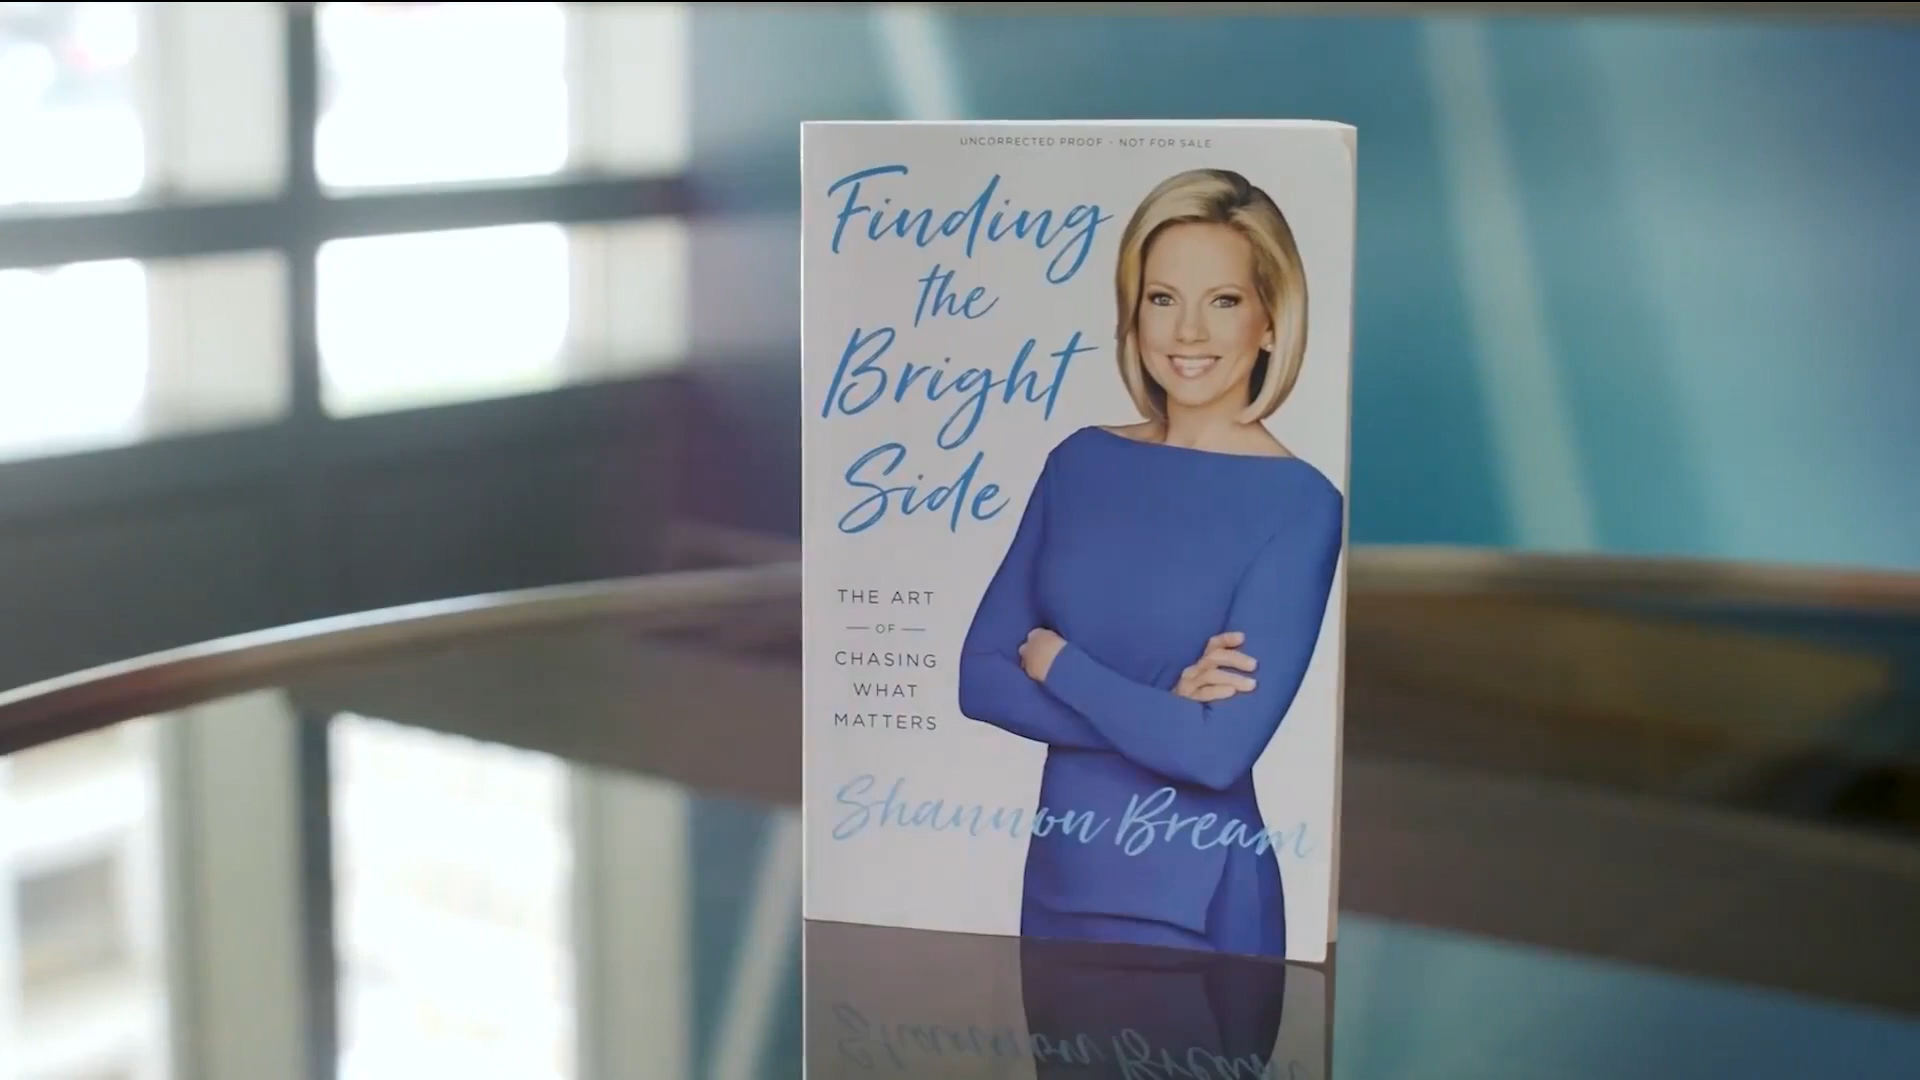 UNCORRECTED PROOF · NOT FOR SALE
Finding
the
Bright
Side
THE ART
OF
CHASING
WHAT
MATTERS
Shannon Bream